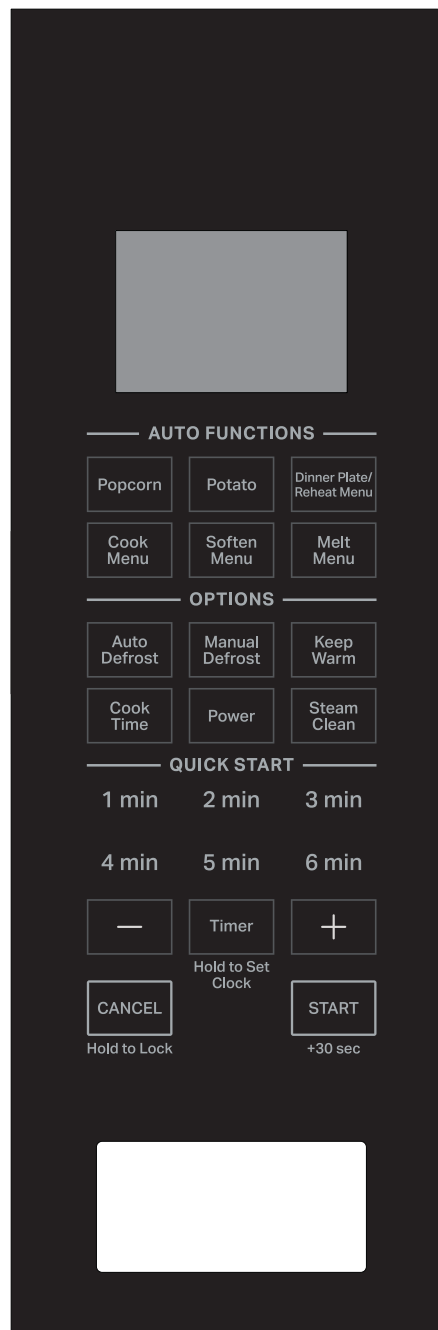 AUTO FUNCTIONS
Popcorn
Potato
Dinner Plate/
Reheat Menu
Cook
Menu
Soften
Menu
Melt
Menu
OPTIONS
Auto
Defrost
Manual
Defrost
Keep
Warm
Cook
Time
Power
Steam
Clean
QUICK START
1 min
2 min
3 min
4 min
5 min
6 min
−
Timer
+
Hold to Set
Clock
CANCEL
START
Hold to Lock
+30 sec